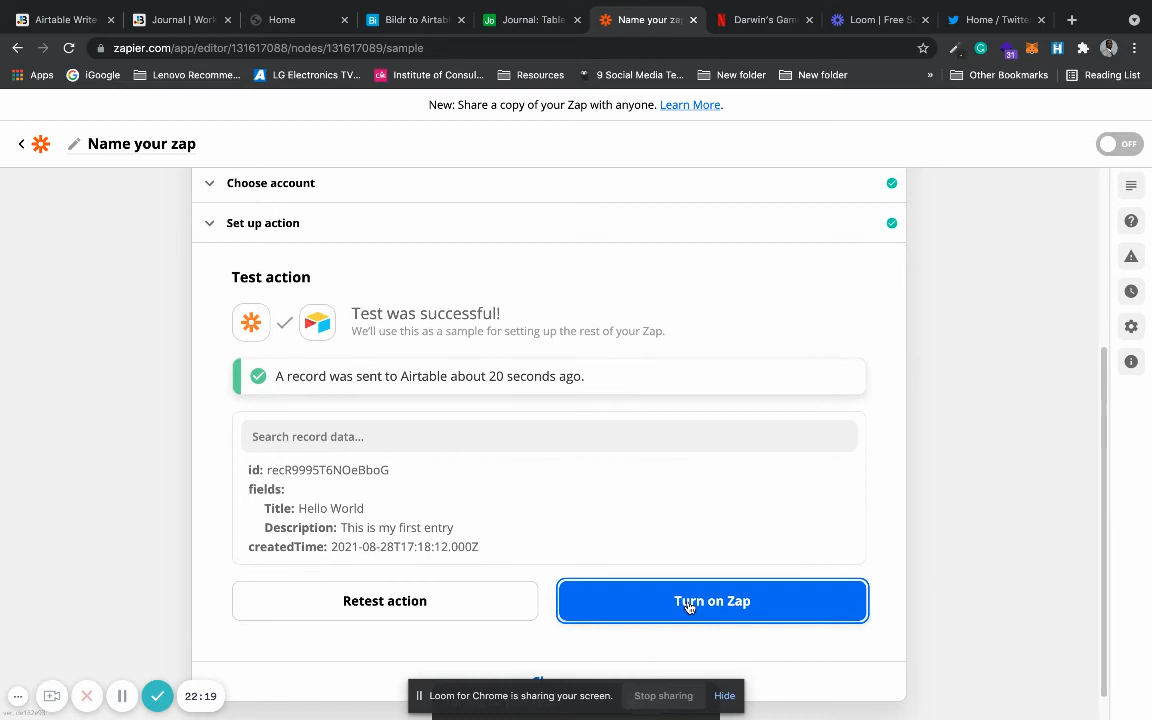 Airtable Write
Journal | Work
Home
Bildr to Airtab
Journal: Table
Name your zap
Darwin's Game
Loom | Free Sc
Home / Twitte
zapier.com/app/editor/131617088/nodes/131617089/sample
31
Apps
iGoogle
Lenovo Recomme...
LG Electronics TV...
Institute of Consul...
Resources
9 Social Media Te...
New folder
New folder
»
Other Bookmarks
Reading List
New: Share a copy of your Zap with anyone. Learn More.
Name your zap
OFF
Choose account
Set up action
Test action
Test was successful!
We'll use this as a sample for setting up the rest of your Zap.
A record was sent to Airtable about 20 seconds ago.
Search record data...
id: recR9995T6NOeBboG
fields:
Title: Hello World
Description: This is my first entry
createdTime: 2021-08-28T17:18:12.000Z
Retest action
Turn on Zap
22:19
Loom for Chrome is sharing your screen.
Stop sharing
Hide